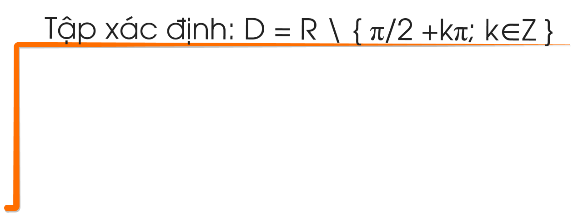 Tập xác định: D = R \ { π/2 +kπ; k∈Z }